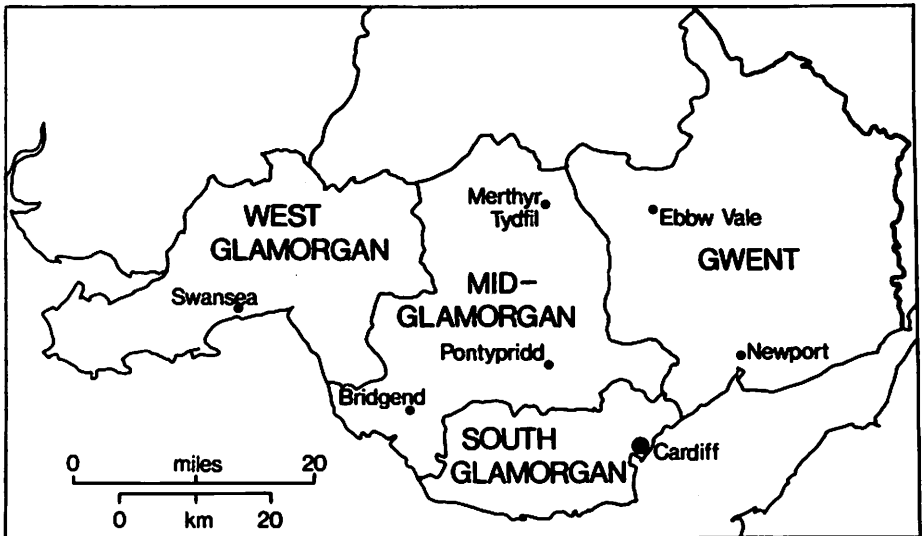 Merthyr
Tydfil
WEST
GLAMORGAN
Ebbw Vale
GWENT
MID-
GLAMORGAN
Swansea
Pontypridd
Newport
Bridgend
SOUTH
GLAMORGAN
Cardiff
0 miles 20
0 km 20